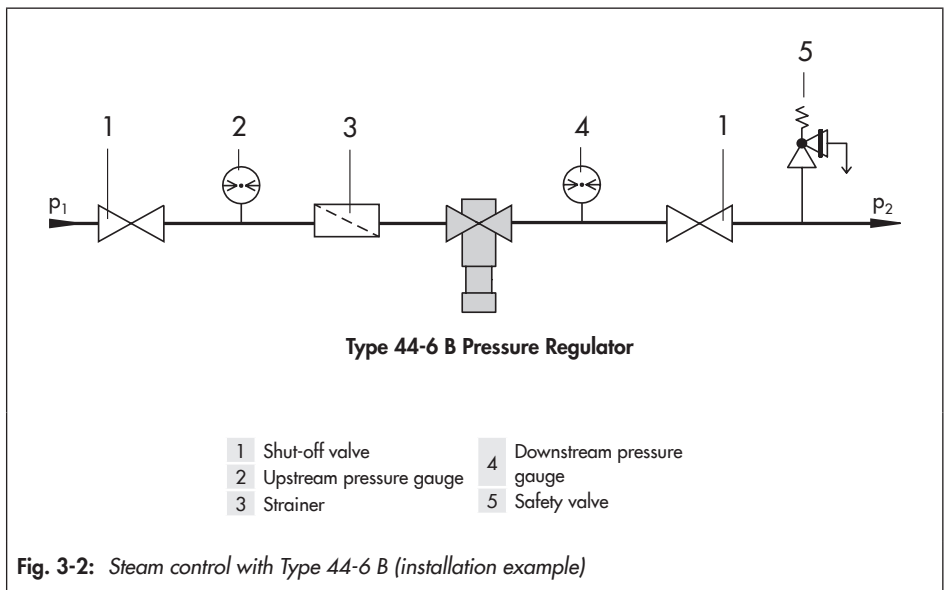 5
1 2 3 4 1
p1 p2
Type 44-6 B Pressure Regulator
1 Shut-off valve
2 Upstream pressure gauge
3 Strainer
4 Downstream pressure
gauge
5 Safety valve
Fig. 3-2: Steam control with Type 44-6 B (installation example)